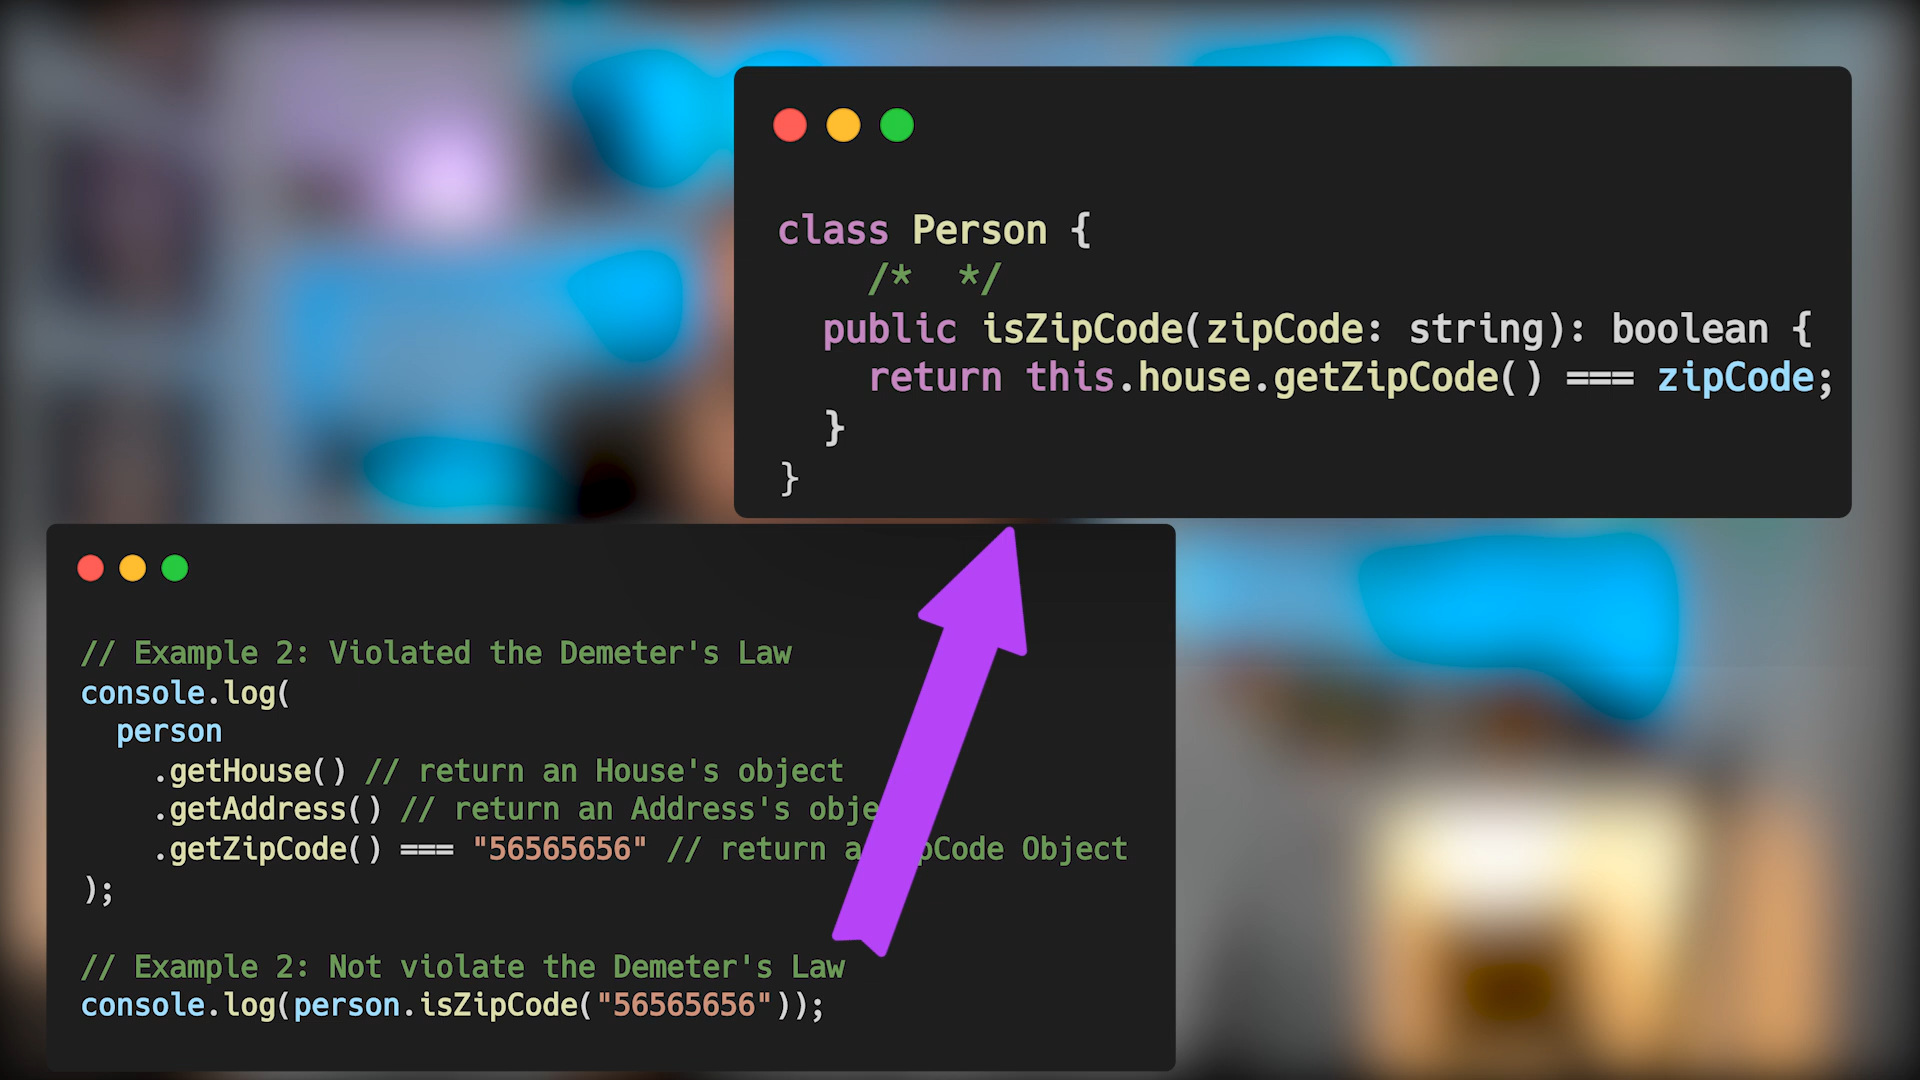 class Person {
/* */
public isZipCode(zipCode: string): boolean {
return this.house.getZipCode() === zipCode;
}
}
// Example 2: Violated the Demeter's Law
console.log(
person
.getHouse() // return an House's object
.getAddress() // return an Address's
.getZipCode() === "56565656" // return Object
);
// Example 2: Not violate the Demeter's Law
console.log(person.isZipCode("56565656"));